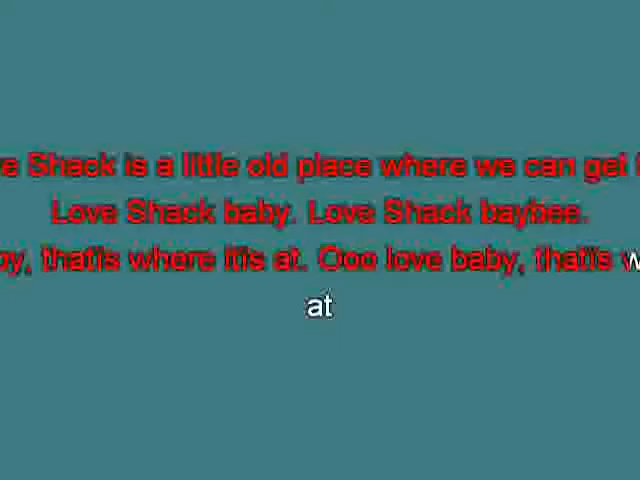 e Shack is a little old place where we can get t
Love Shack baby. Love Shack baybee.
by, that's where it's at. Ooo love baby, that's w
at